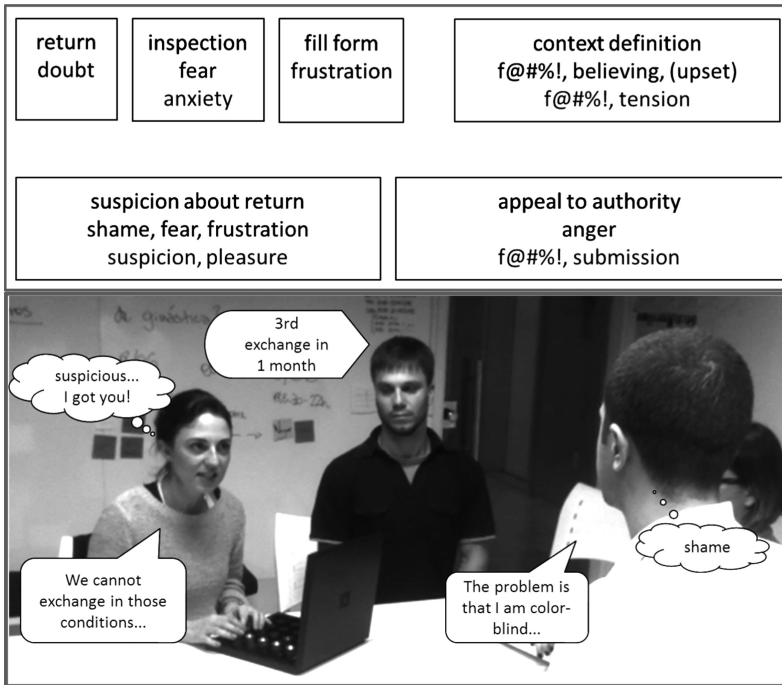 return
doubt
inspection
fear
anxiety
fill form
frustration
context definition
f@#%!, believing, (upset)
f@#%!, tension
suspicion about return
shame, fear, frustration
suspicion, pleasure
appeal to authority
anger
f@#%!, submission
3rd
exchange in
1 month
suspicious...
I got you!
We cannot
exchange in those
conditions...
The problem is
that I am color-
blind...
shame
de ginástica?